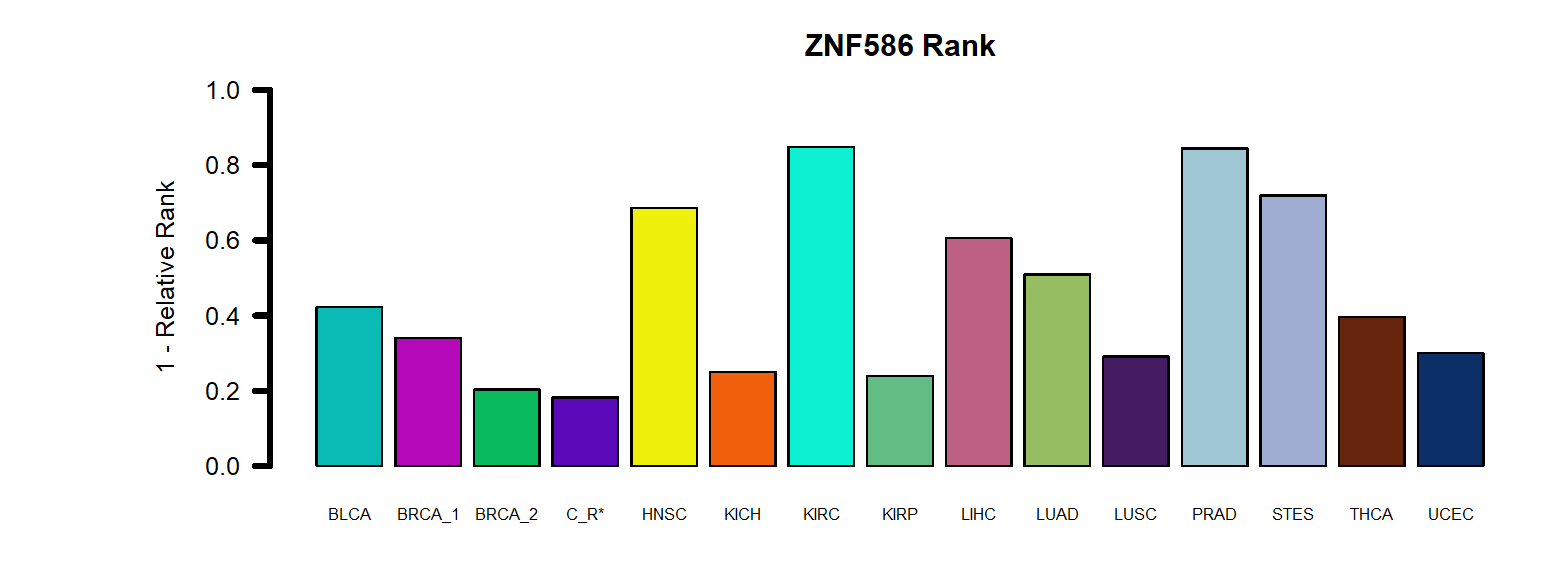 ZNF586 Rank
1 - Relative Rank
1.0
0.8
0.6
0.4
0.2
0.0
BLCA BRCA_1 BRCA_2 C_R* HNSC KICH KIRC KIRP LIHC LUAD LUSC PRAD STES THCA UCEC